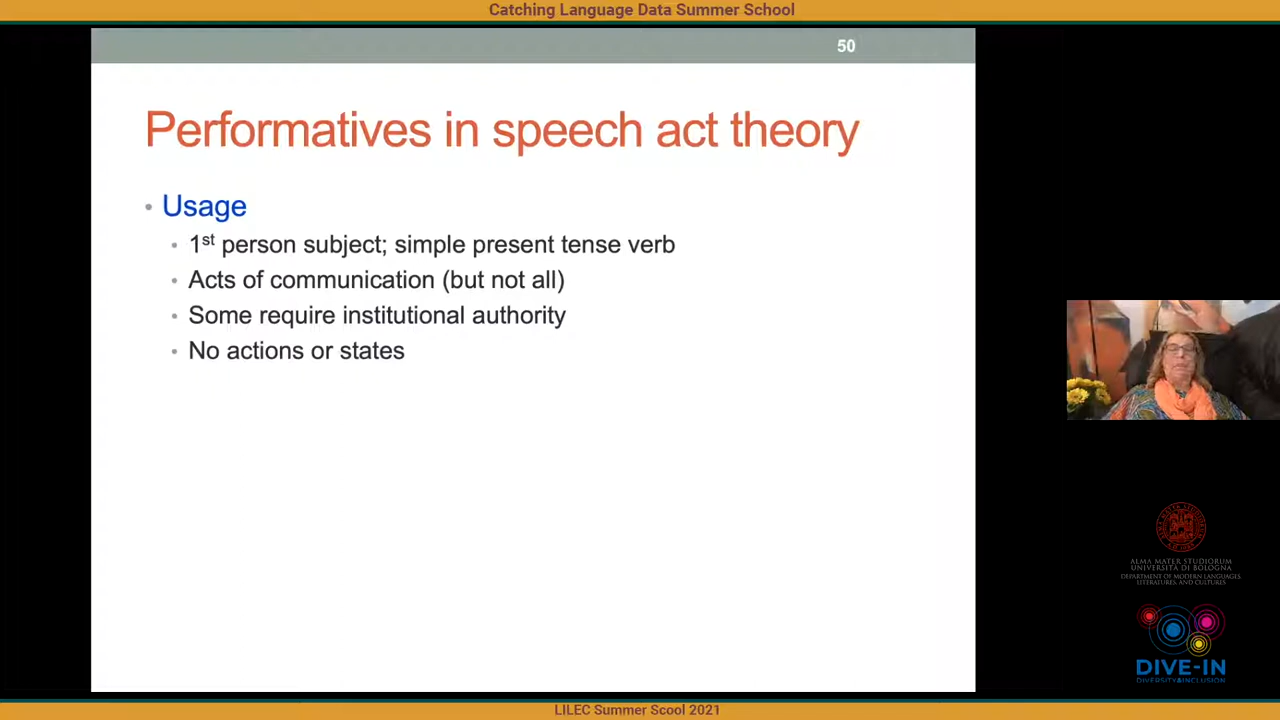 Catching Language Data Summer School
50
Performatives in speech act theory
• Usage
• 1st person subject; simple present tense verb
• Acts of communication (but not all)
• Some require institutional authority
• No actions or states
ALMA MATER STUDIORUM
UNIVERSITÀ DI BOLOGNA
DEPARTMENT OF MODERN LANGUAGES,
LITERATURES, AND CULTURES
DIVE-IN
DIVERSITY&INCLUSION
LILEC Summer Scool 2021